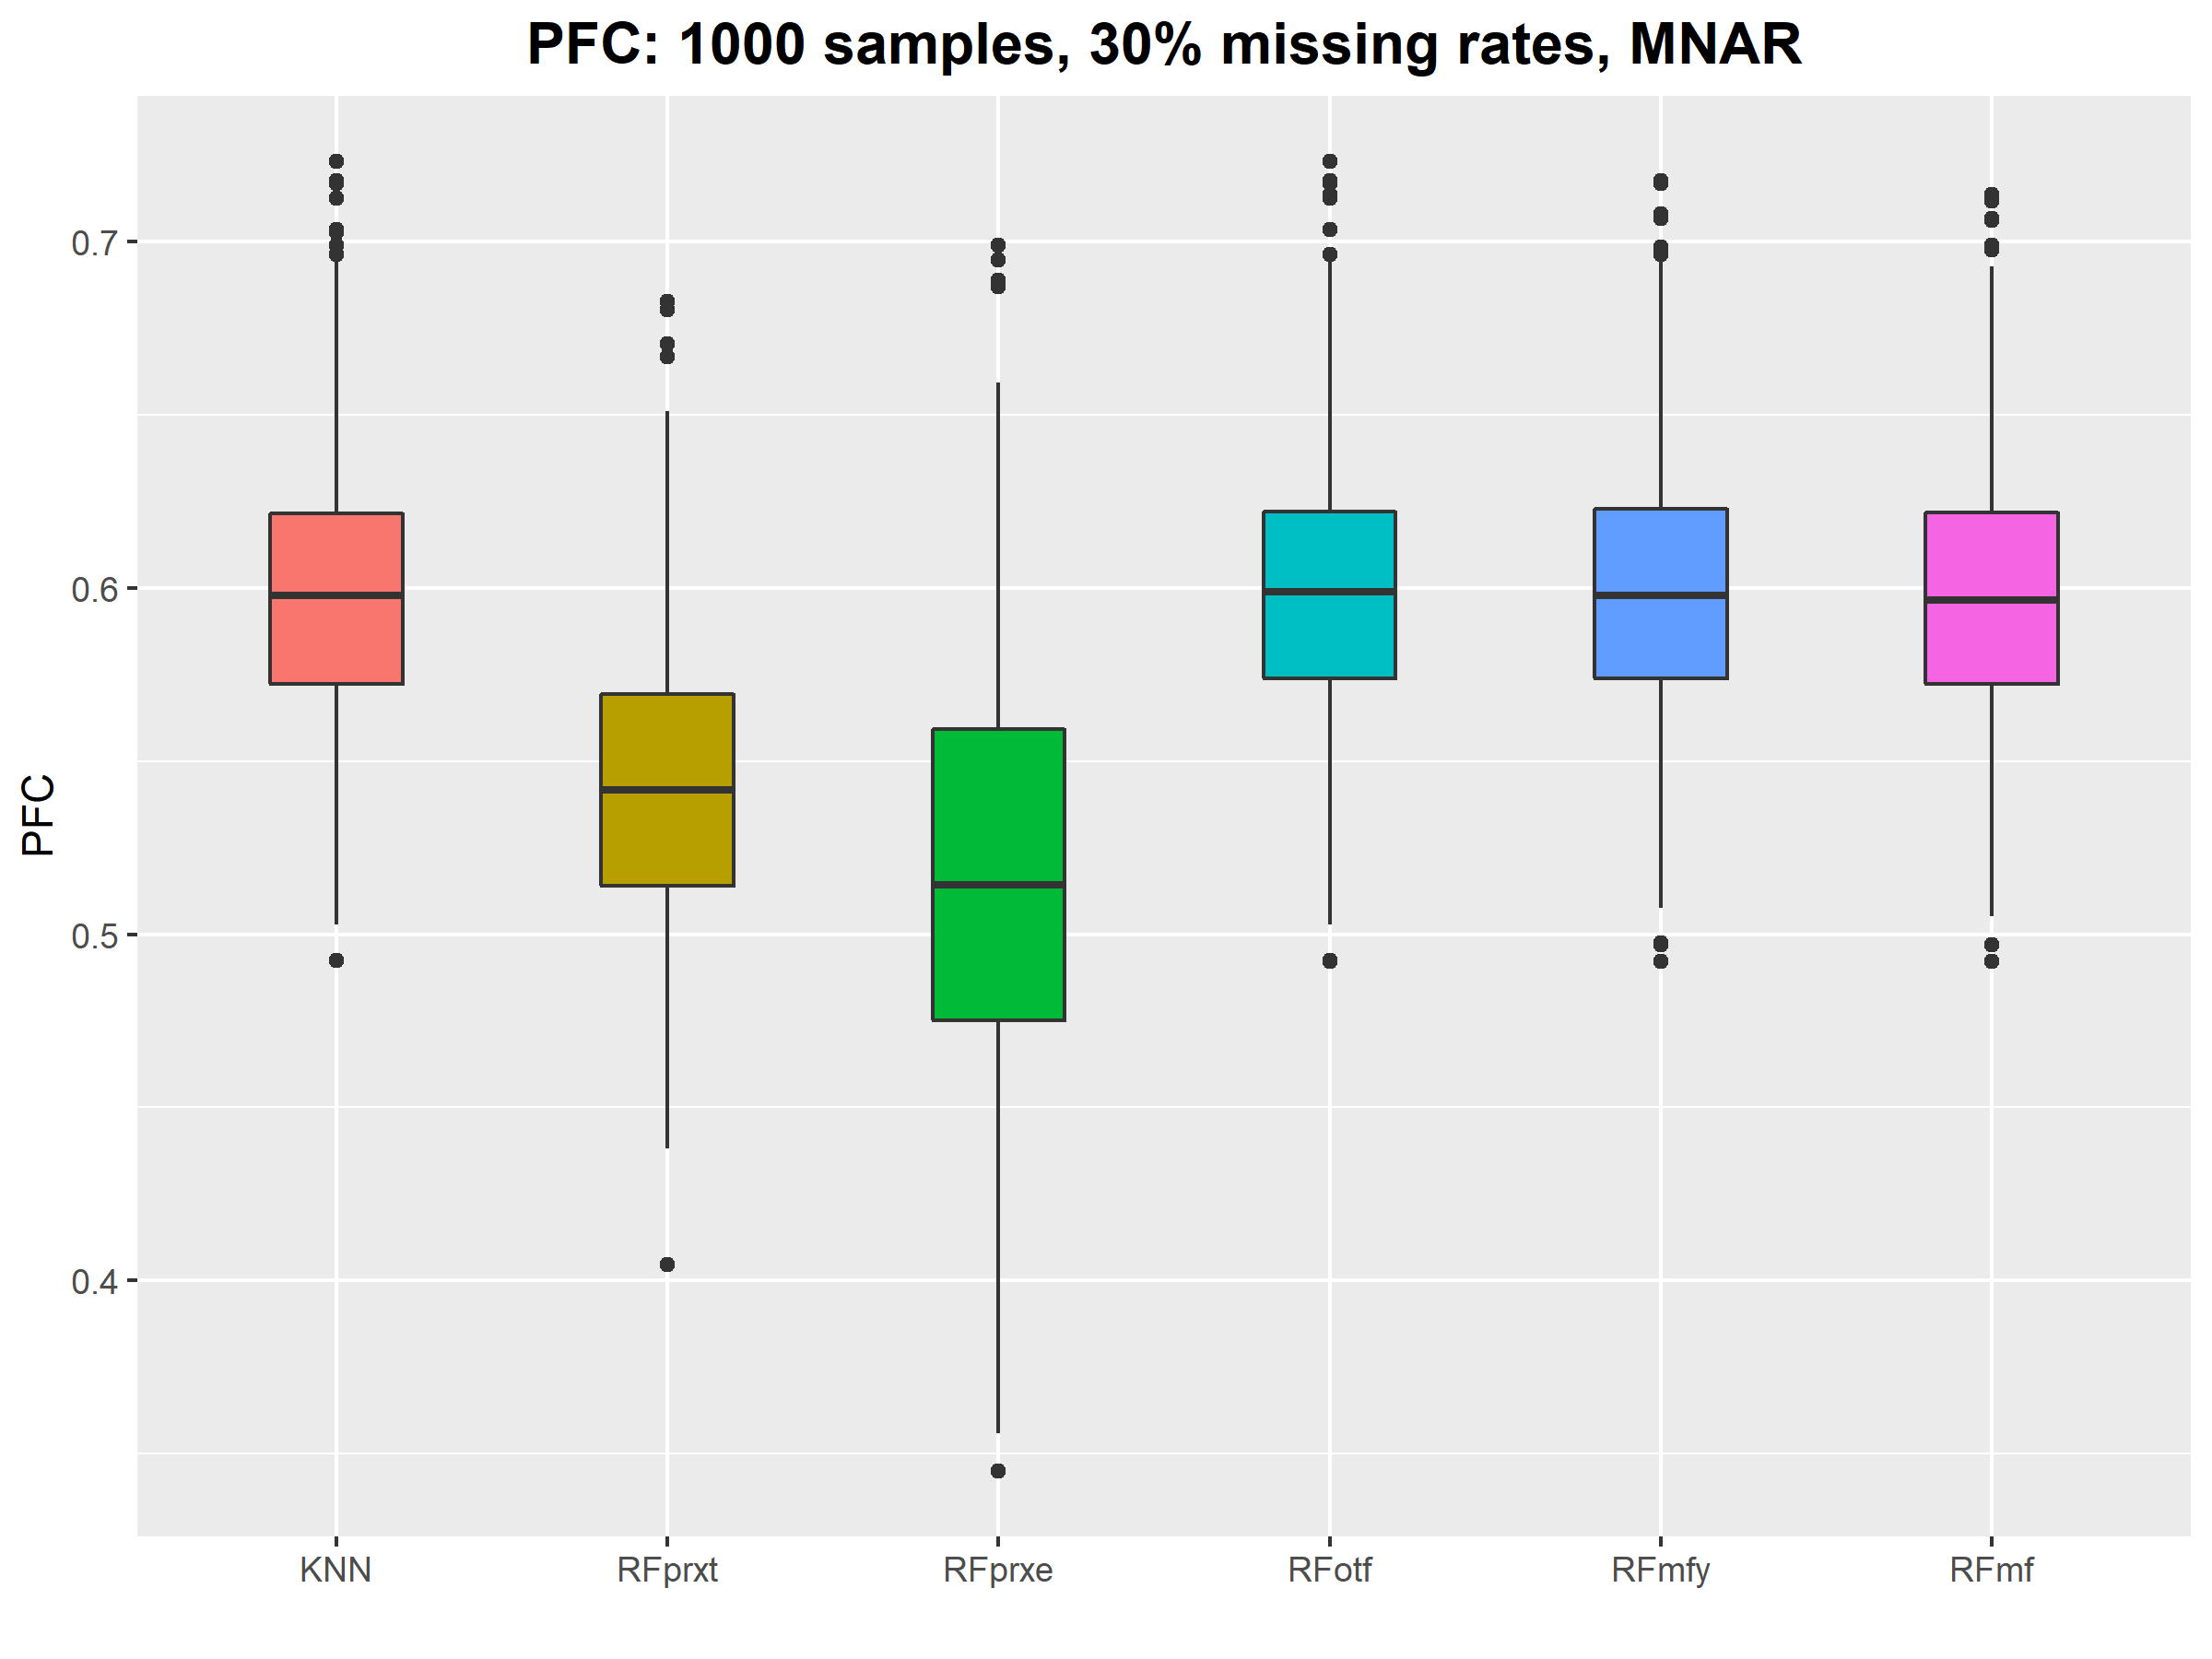 PFC: 1000 samples, 30% missing rates, MNAR
PFC
0.7
0.6
0.5
0.4
KNN RFprxt RFprxe RFotf RFmfy RFmf